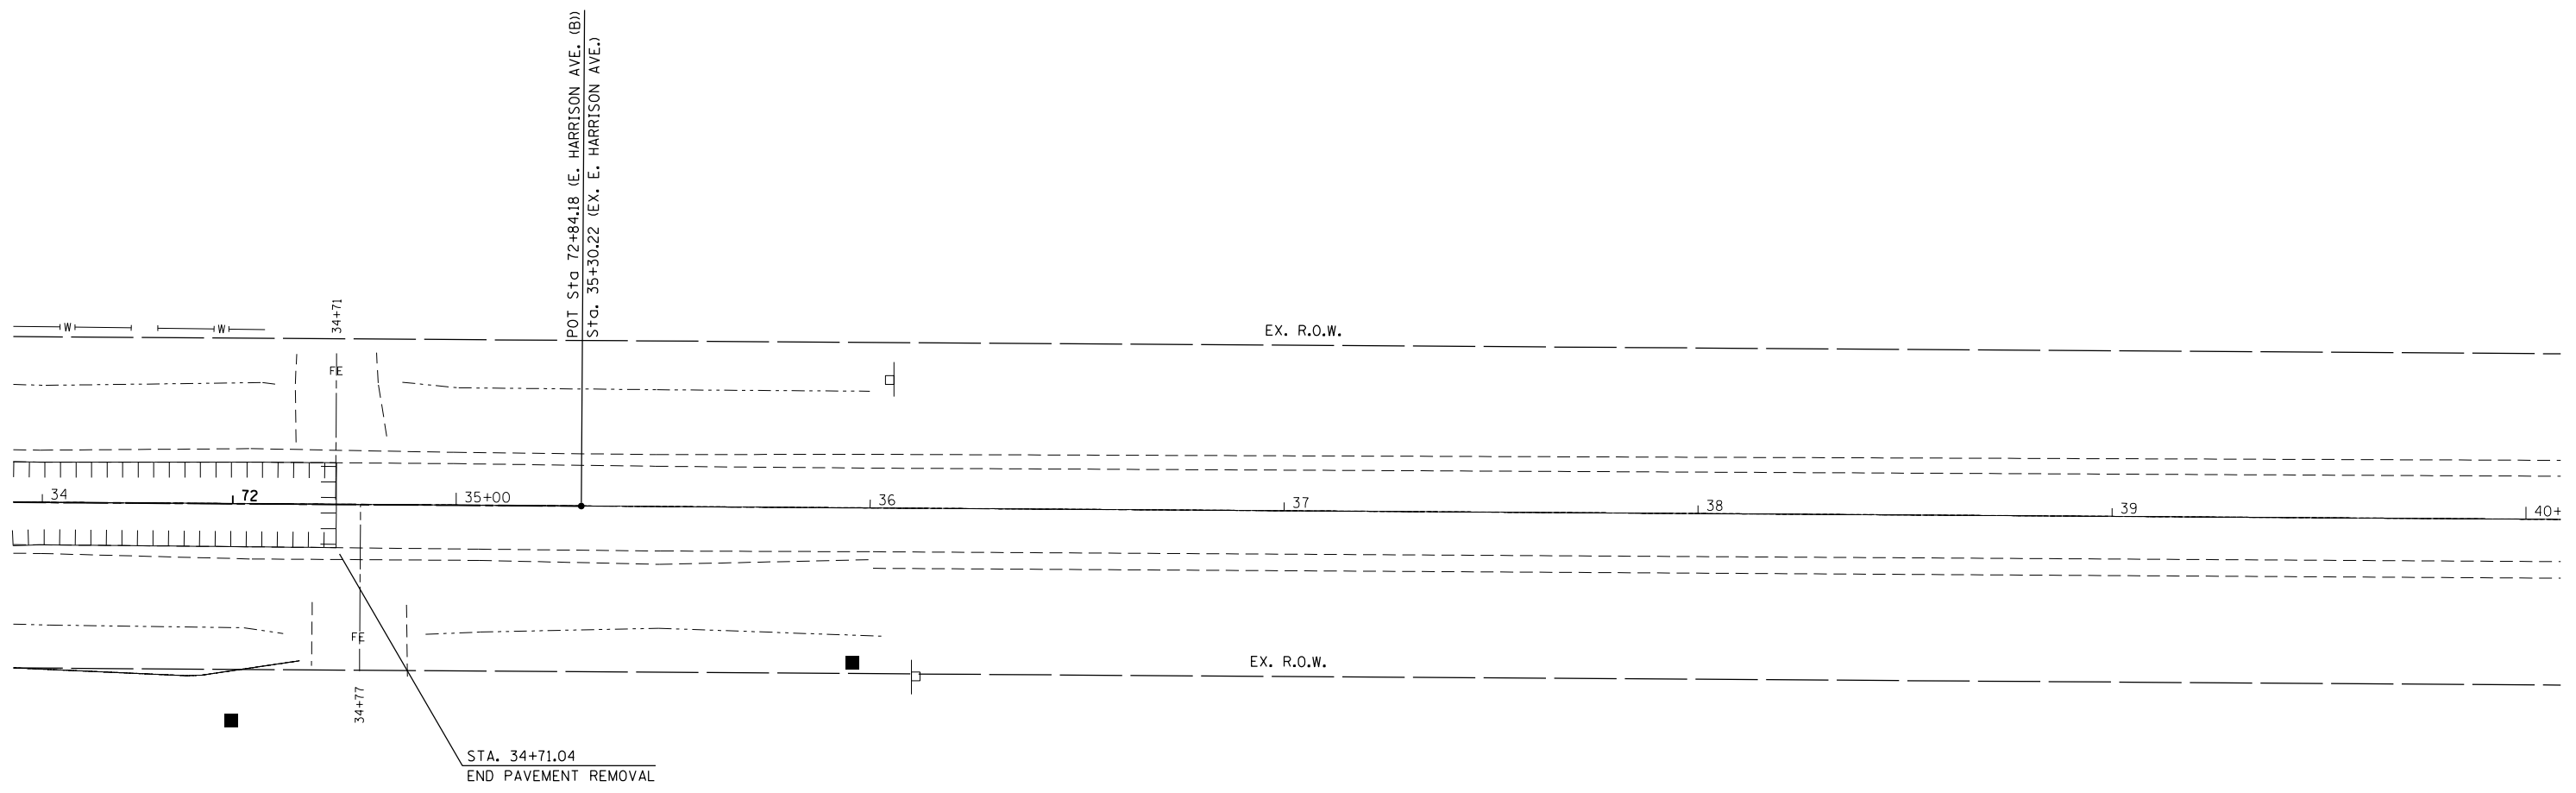 POT Sta 72+84.18 (E. HARRISON AVE. (B))
Sta. 35+30.22 (EX. E. HARRISON AVE.)
34+71
W
W
EX. R.O.W.
FE
34
72
35+00
36
37
38
39
40+
FE
EX. R.O.W.
34+77
STA. 34+71.04
END PAVEMENT REMOVAL